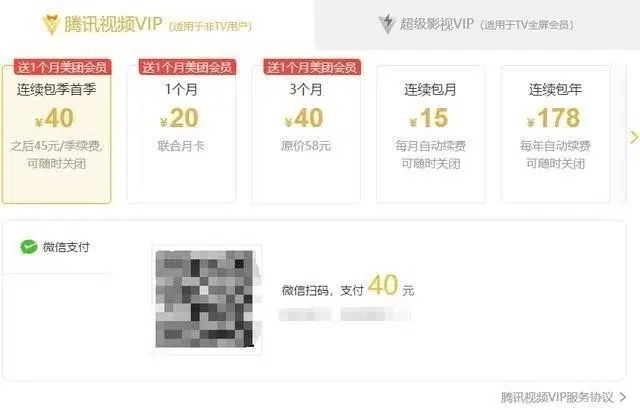 腾讯视频VIP（适用于非TV用户）
超级影视VIP（适用于TV全屏会员）
送1个月美团会员
连续包季首季
¥40
之后45元/季续费,
可随时关闭
送1个月美团会员
1个月
¥20
联合月卡
送1个月美团会员
3个月
¥40
原价58元
连续包月
¥15
每月自动续费
可随时关闭
连续包年
¥178
每年自动续费
可随时关闭
微信支付
微信扫码，支付40元
腾讯视频VIP服务协议 >